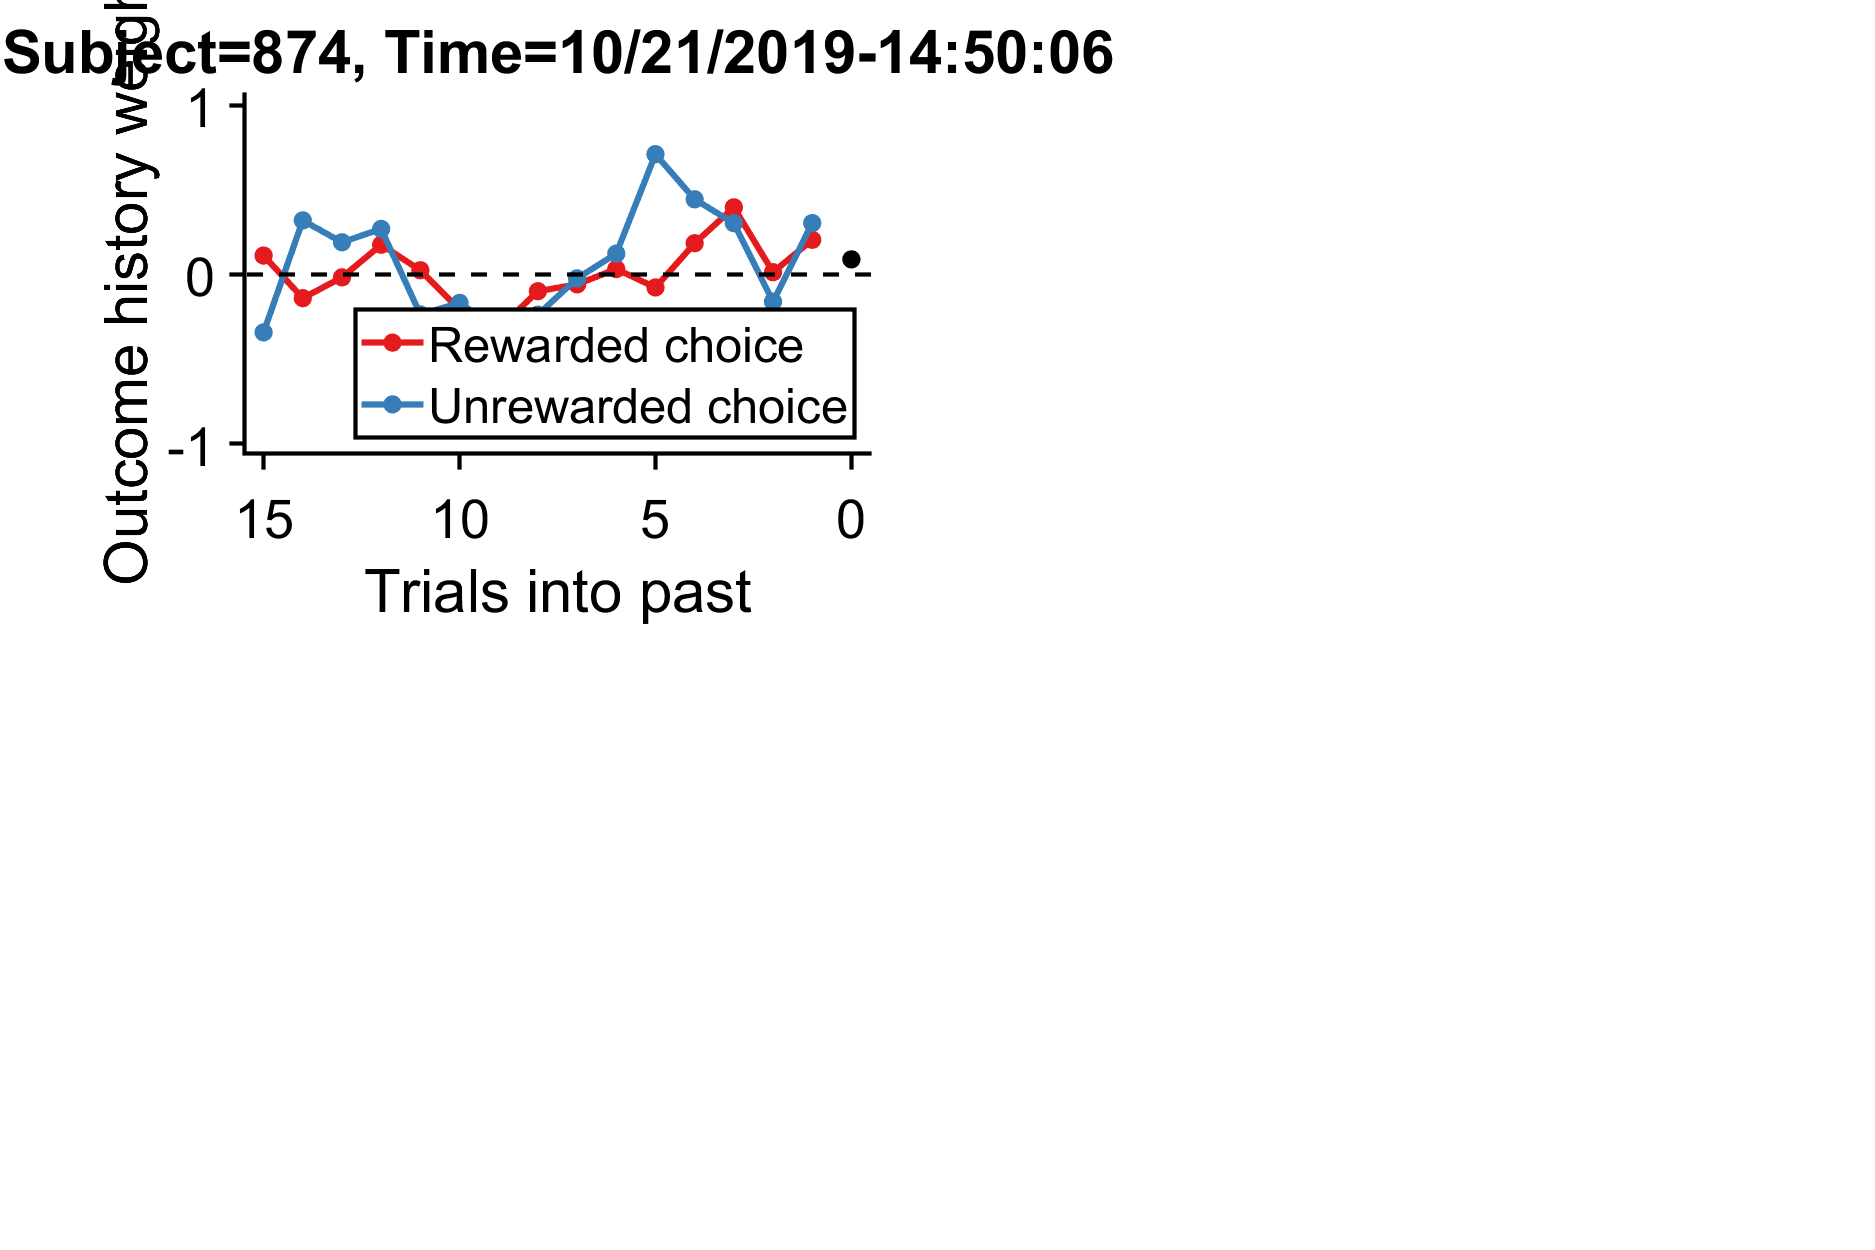 Subject=874, Time=10/21/2019-14:50:06
Outcome history
1
0
-1
Rewarded choice
Unrewarded choice
15 10 5 0
Trials into past